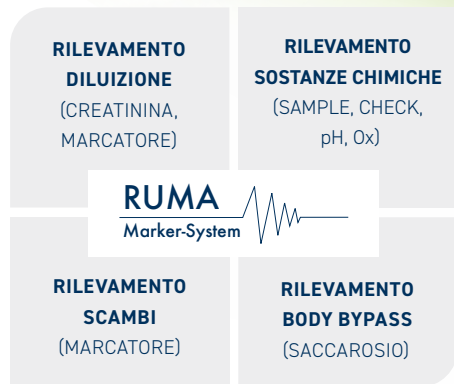 RILEVAMENTO
DILUIZIONE
(CREATININA,
MARCATORE)
RILEVAMENTO
SOSTANZE CHIMICHE
(SAMPLE, CHECK,
pH, Ox)
RUMA
Marker-System
RILEVAMENTO
SCAMBI
(MARCATORE)
RILEVAMENTO
BODY BYPASS
(SACCAROSIO)